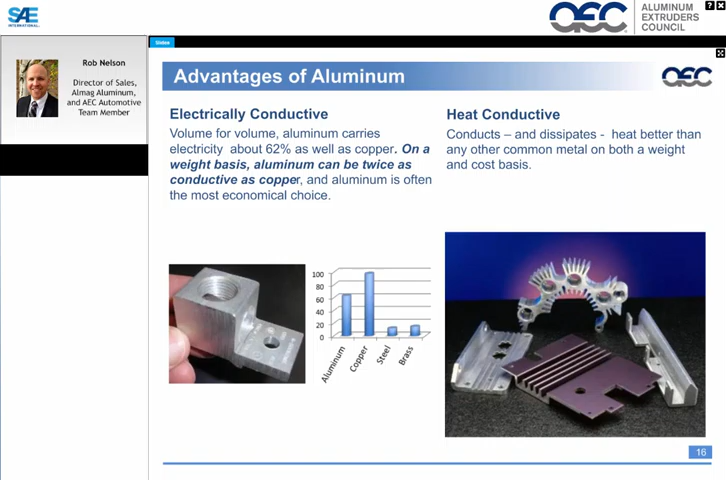 SAE
INTERNATIONAL
AEC
ALUMINUM
EXTRUDERS
COUNCIL
Rob Nelson
Director of Sales,
Almag Aluminum,
and AEC Automotive
Team Member
Slides
Advantages of Aluminum
AEC
Electrically Conductive
Volume for volume, aluminum carries
electricity about 62% as well as copper. On a
weight basis, aluminum can be twice as
conductive as copper, and aluminum is often
the most economical choice.
Heat Conductive
Conducts – and dissipates - heat better than
any other common metal on both a weight
and cost basis.
100
80
60
40
20
0
Aluminum
Copper
Steel
Brass
16